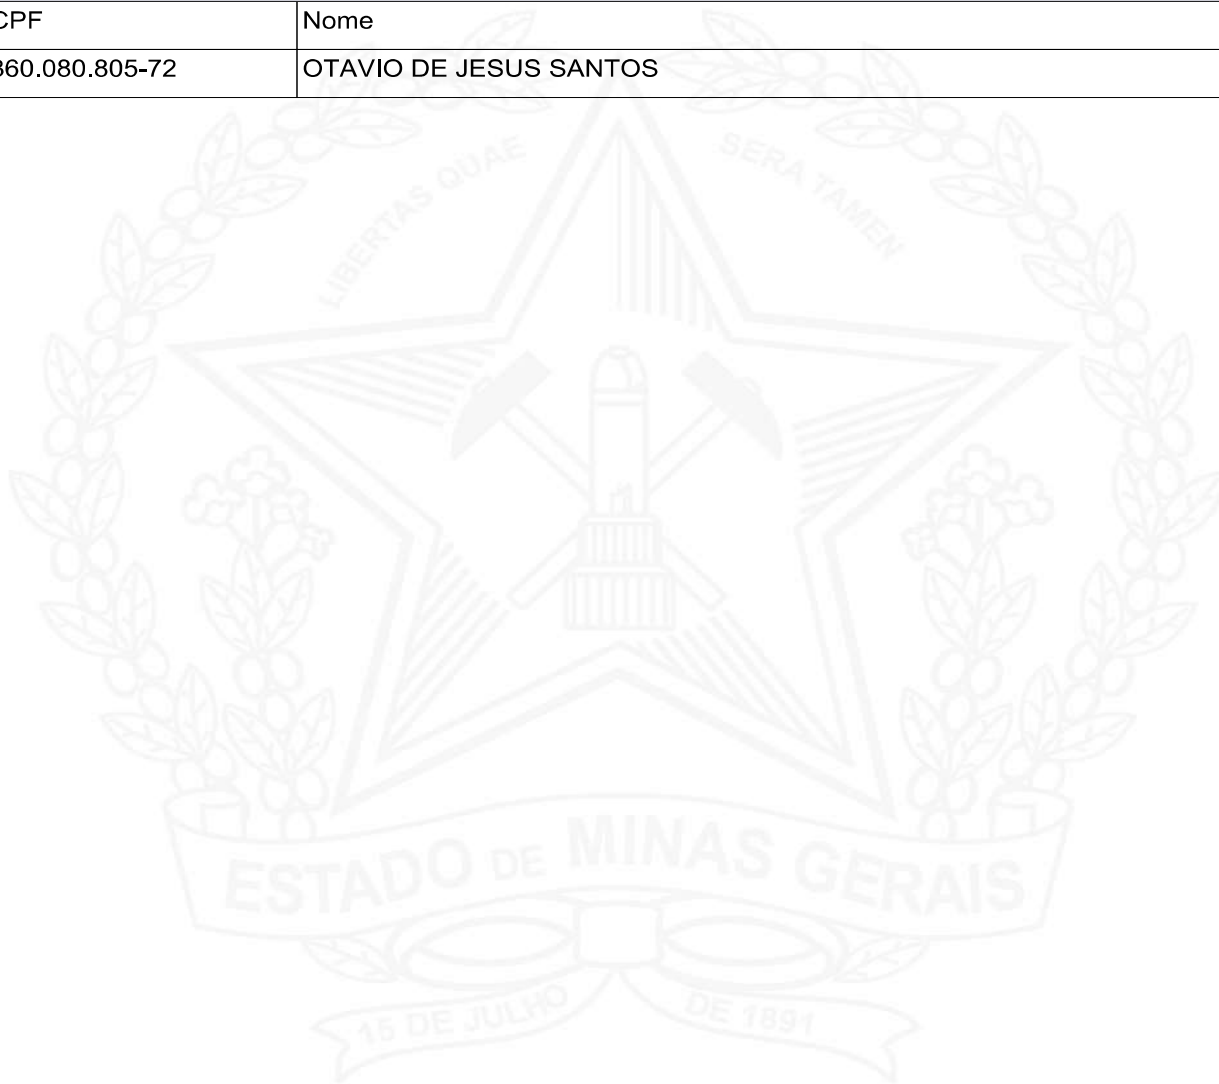 CPF Nome
860.080.805-72 OTAVIO DE JESUS SANTOS
LIBERTAS QUAE SERA TAMEN
ESTADO DE MINAS GERAIS
15 DE JULHO DE 1891